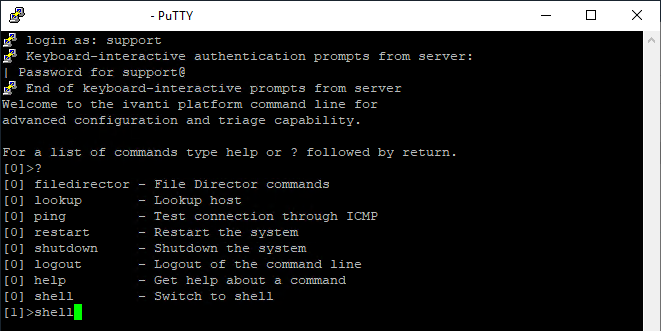 - PuTTY
login as: support
Keyboard-interactive authentication prompts from server:
| Password for support@
End of keyboard-interactive prompts from server
Welcome to the ivanti platform command line for
advanced configuration and triage capability.
For a list of commands type help or ? followed by return.
[0]>?
[0] filedirector - File Director commands
[0] lookup - Lookup host
[0] ping - Test connection through ICMP
[0] restart - Restart the system
[0] shutdown - Shutdown the system
[0] logout - Logout of the command line
[0] help - Get help about a command
[0] shell - Switch to shell
[1]>shell